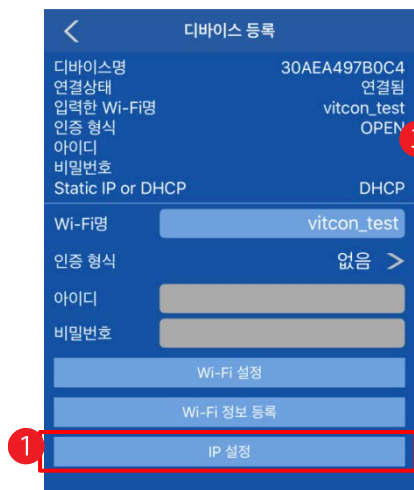 디바이스 등록
디바이스명 30AEA497B0C4
연결상태 연결됨
입력한 Wi-Fi명 vitcon_test
인증 형식 OPEN
아이디
비밀번호
Static IP or DHCP DHCP
Wi-Fi명 vitcon_test
인증 형식 없음 >
아이디
비밀번호
Wi-Fi 설정
Wi-Fi 정보 등록
1 IP 설정